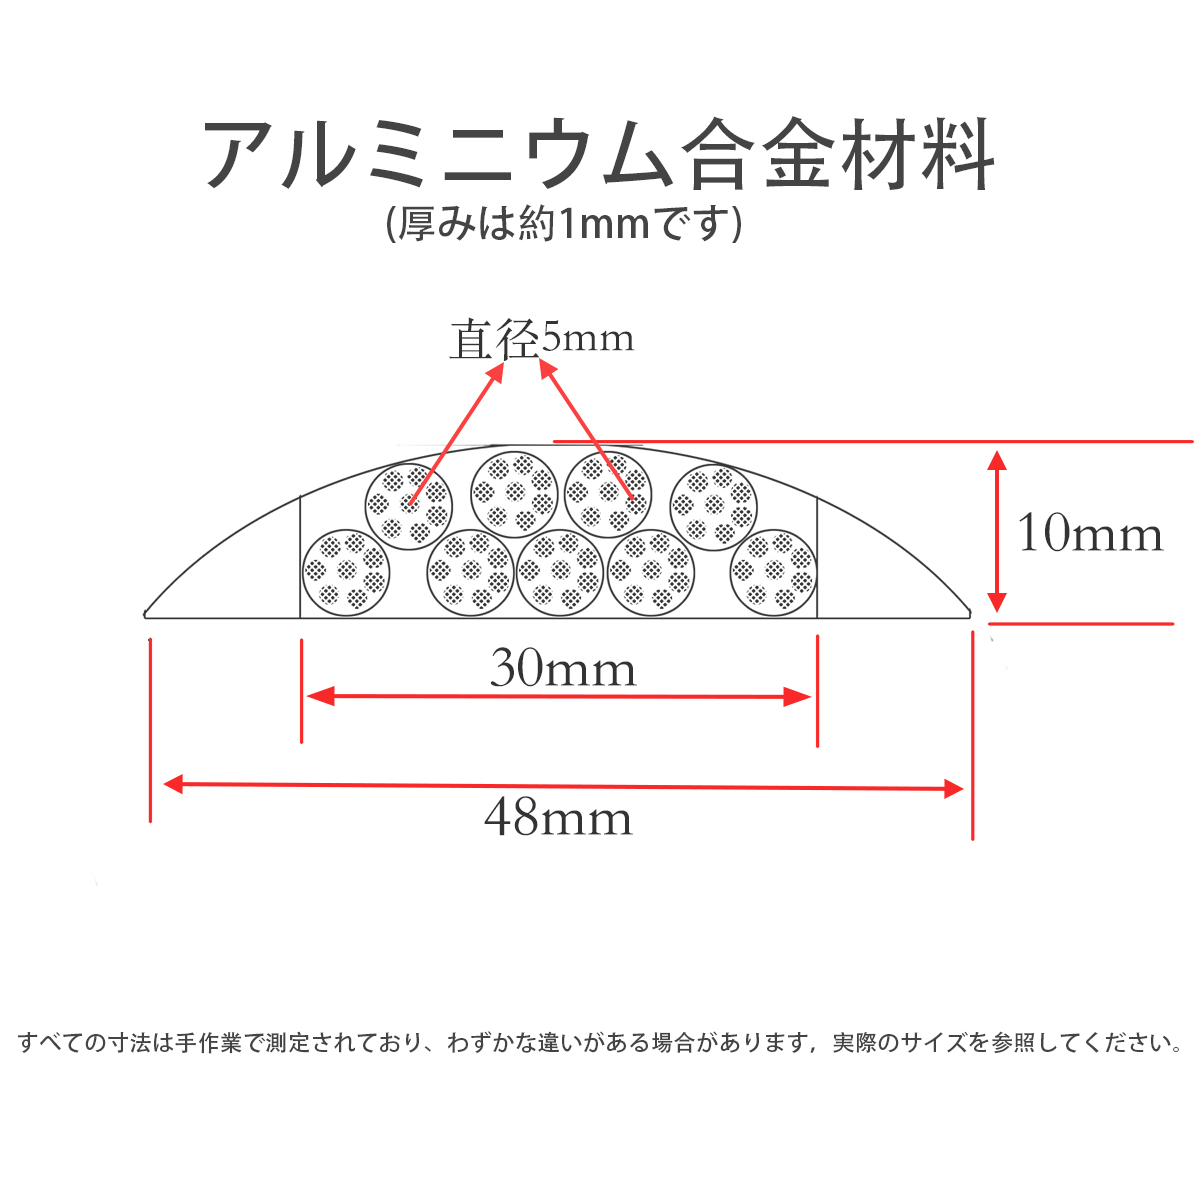 アルミニウム合金材料
(厚みは約1mmです)
直径5mm
10mm
30mm
48mm
すべての寸法は手作業で測定されており、わずかな違いがある場合があります，実際のサイズを参照してください。